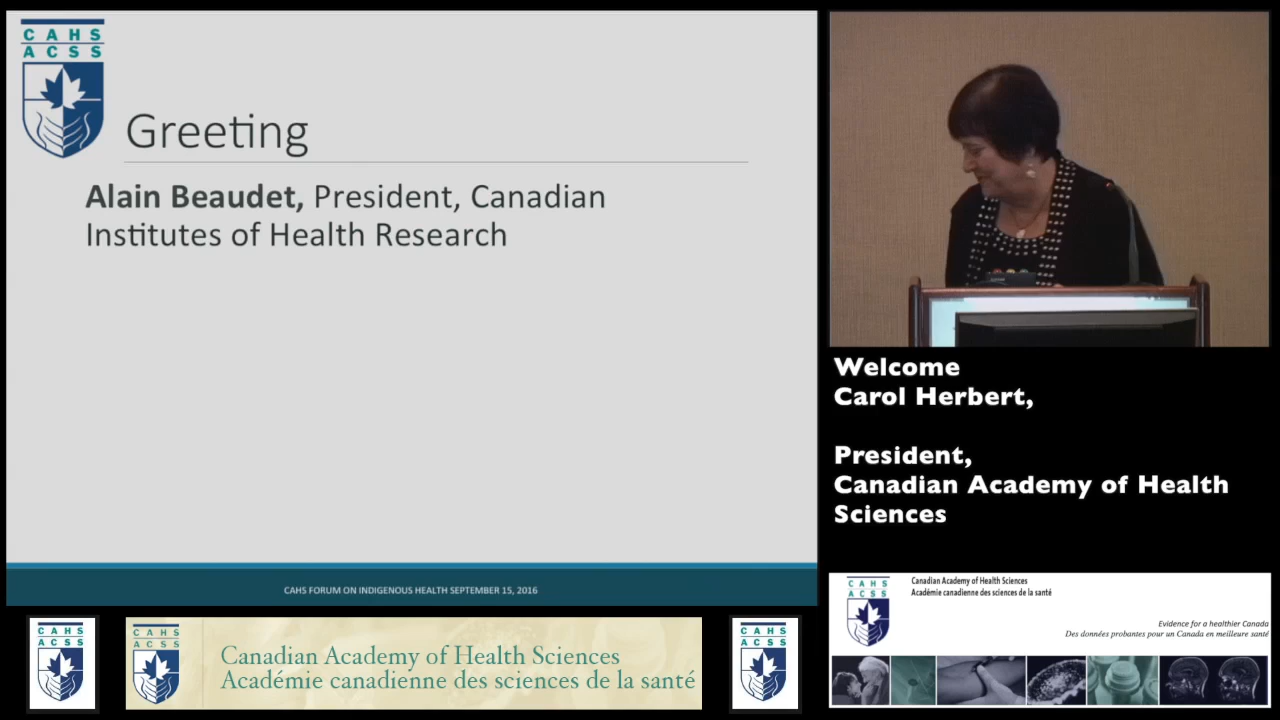 CAHS
ACSS
Greeting
Alain Beaudet, President, Canadian
Institutes of Health Research
CAHS FORUM ON INDIGENOUS HEALTH SEPTEMBER 15, 2016
Welcome
Carol Herbert,
President,
Canadian Academy of Health
Sciences
CAHS
ACSS
Canadian Academy of Health Sciences
Académie canadienne des sciences de la santé
Evidence for a healthier Canada
Des données probantes pour un Canada en meilleure santé
CAHS
ACSS
CAHS
ACSS
Canadian Academy of Health Sciences
Académie canadienne des sciences de la santé
CAHS
ACSS